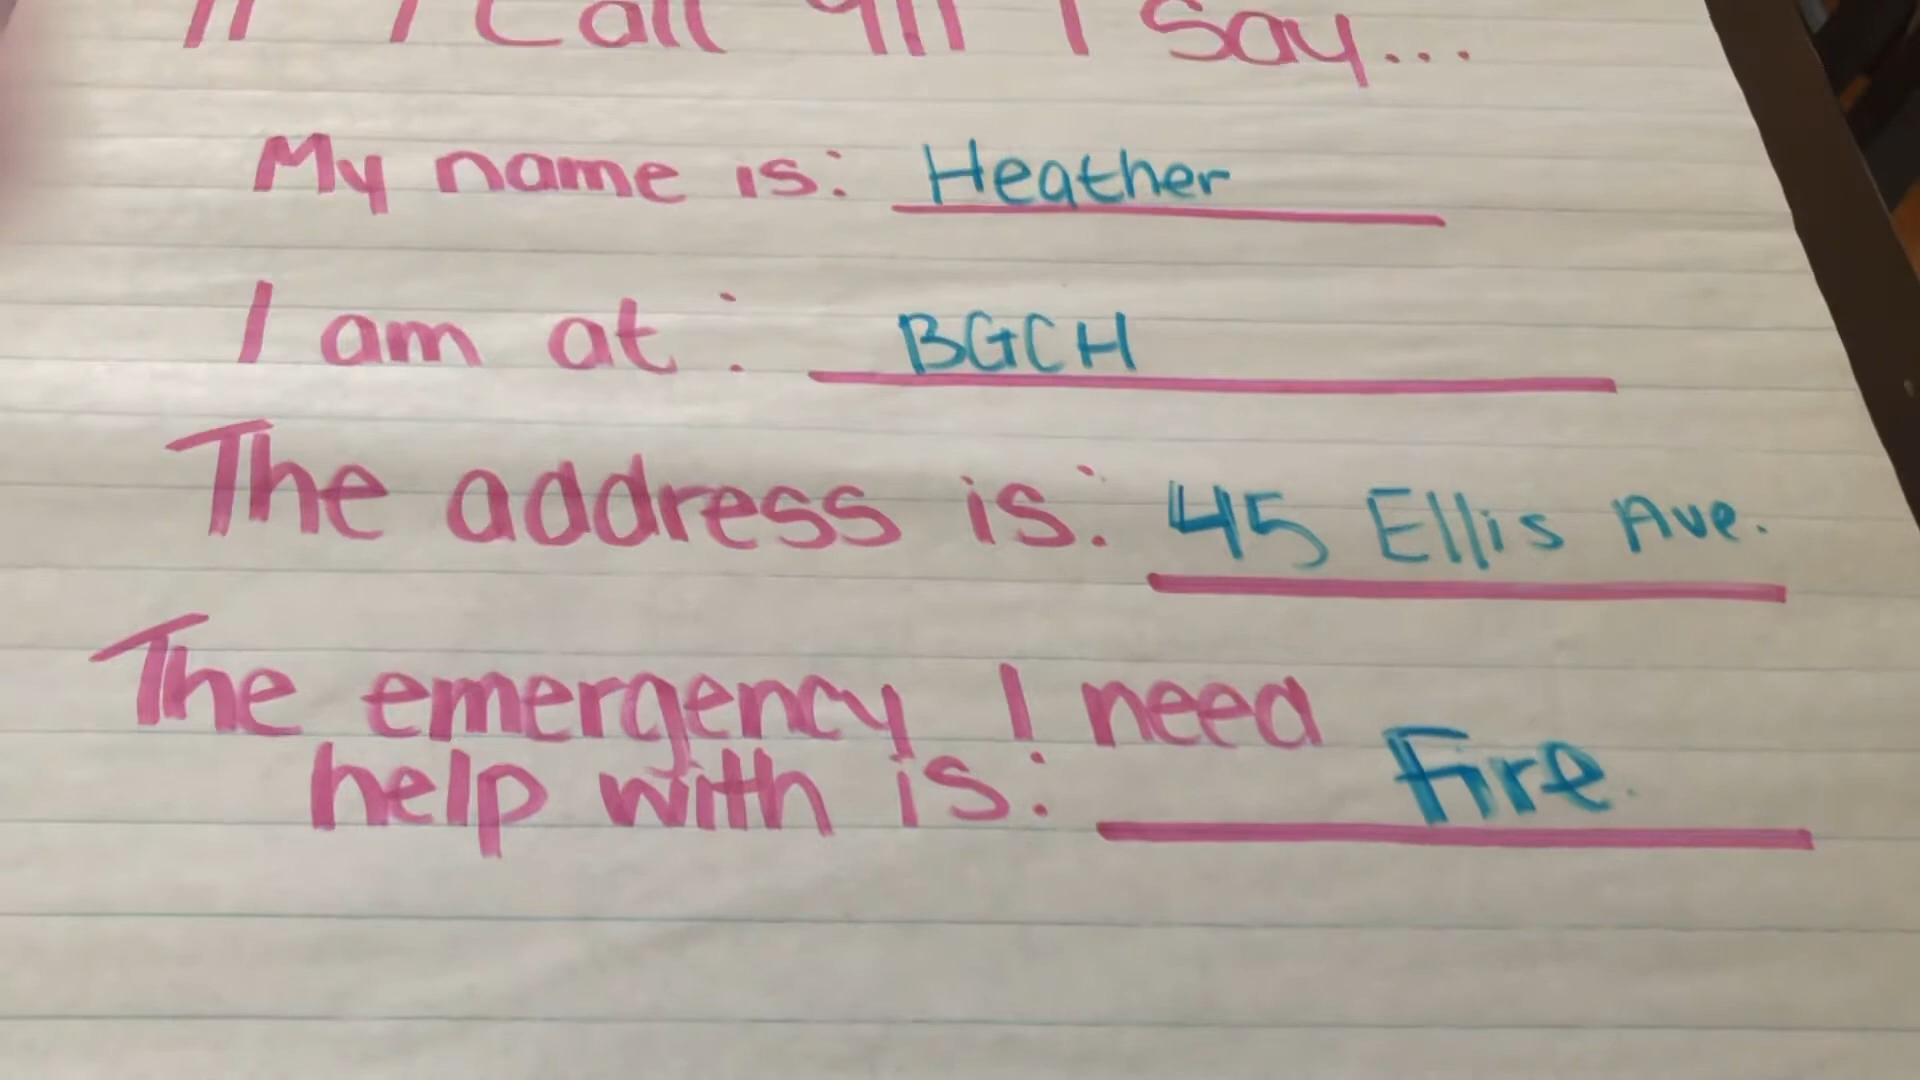 If I Call 911 I Say...
My name is: Heather
I am at: BGCH
The address is: 45 Ellis Ave.
The emergency I need
help with is: Fire.